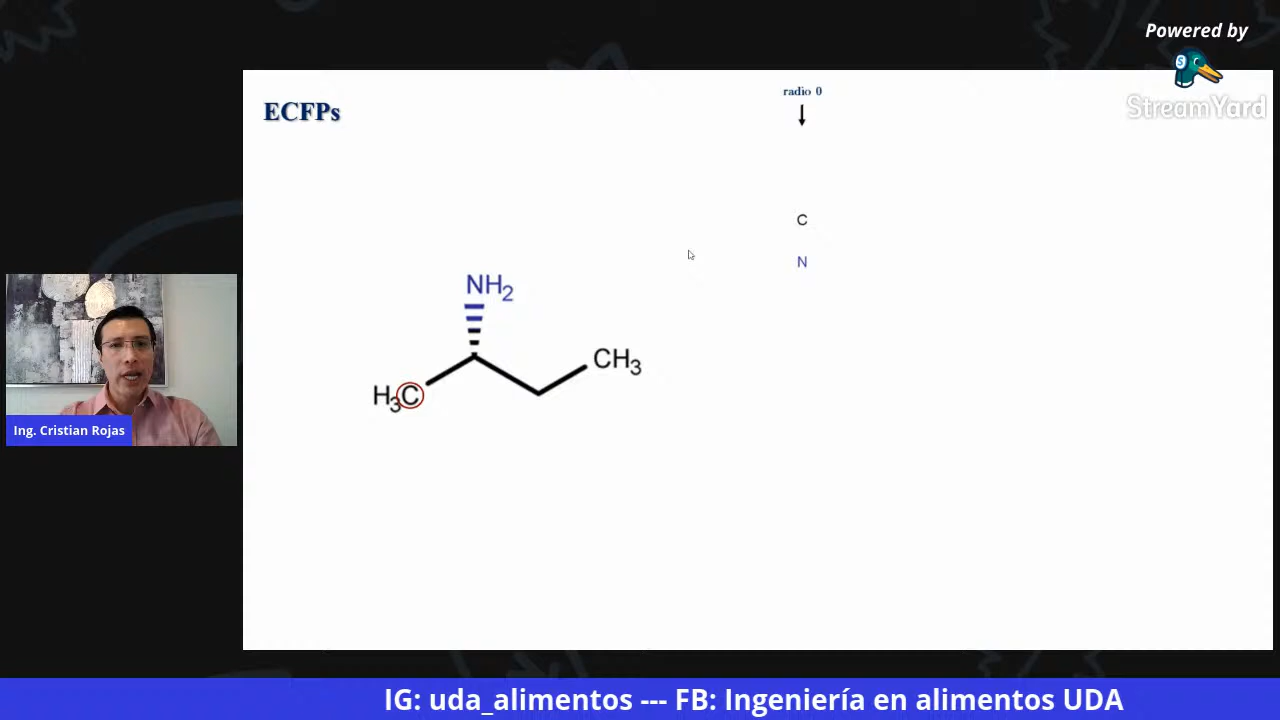 Powered by
StreamYard
ECFPs
radio 0
C
N
NH2
CH3
H3C
Ing. Cristian Rojas
IG: uda_alimentos --- FB: Ingeniería en alimentos UDA